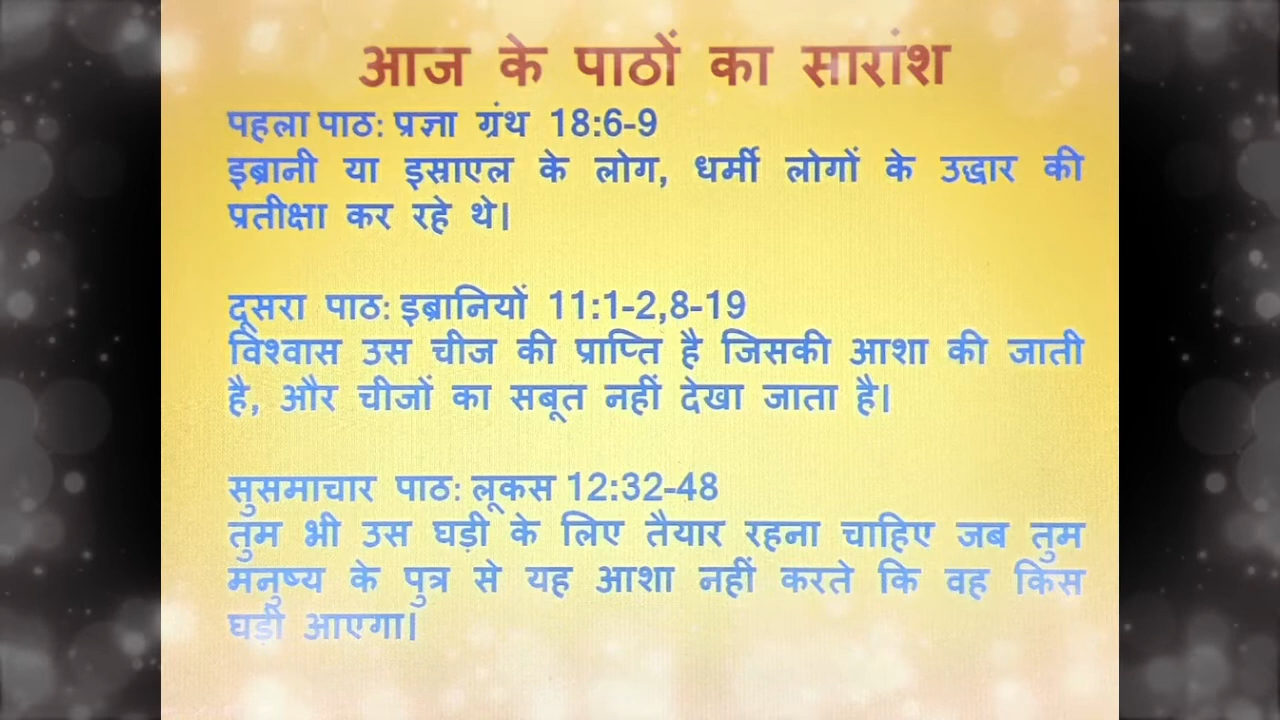 आज के पाठों का सारांश
पहला पाठ: प्रज्ञा ग्रंथ 18:6-9
इब्रानी या इस्राएल के लोग, धर्मी लोगों के उद्धार की
प्रतीक्षा कर रहे थे।
दूसरा पाठ: इब्रानियों 11:1-2,8-19
विश्वास उस चीज की प्राप्ति है जिसकी आशा की जाती
है, और चीजों का सबूत नहीं देखा जाता है।
सुसमाचार पाठ: लूकस 12:32-48
तुम भी उस घड़ी के लिए तैयार रहना चाहिए जब तुम
मनुष्य के पुत्र से यह आशा नहीं करते कि वह किस
घड़ी आएगा।